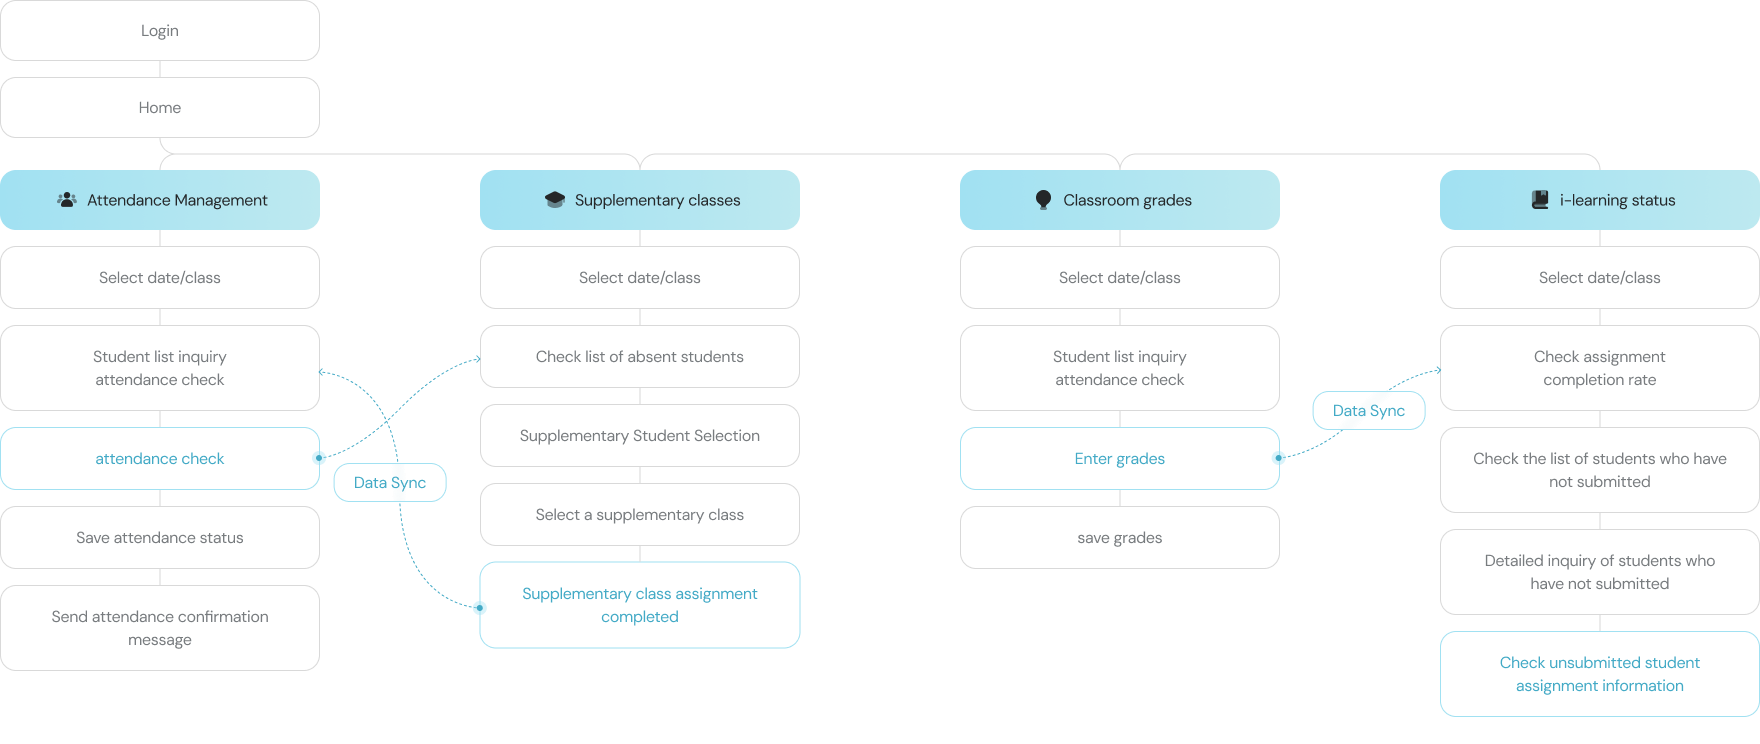 Login
Home
Attendance Management
Select date/class
Student list inquiry
attendance check
attendance check
Save attendance status
Send attendance confirmation
message
Data Sync
Supplementary classes
Select date/class
Check list of absent students
Supplementary Student Selection
Select a supplementary class
Supplementary class assignment
completed
Classroom grades
Select date/class
Student list inquiry
attendance check
Enter grades
save grades
Data Sync
i-learning status
Select date/class
Check assignment
completion rate
Check the list of students who have
not submitted
Detailed inquiry of students who
have not submitted
Check unsubmitted student
assignment information